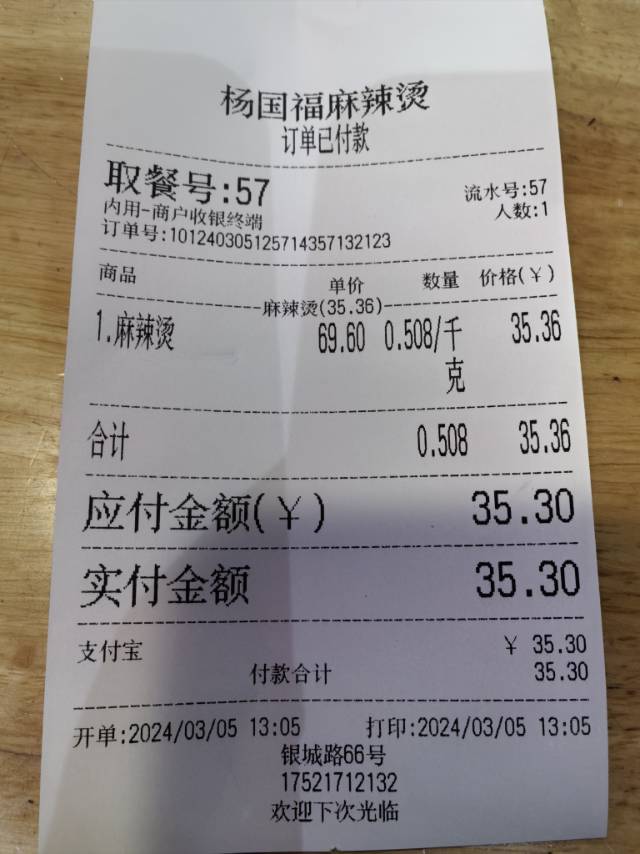 杨国福麻辣烫
订单已付款
取餐号:57 流水号:57
内用-商户收银终端 人数:1
订单号:101240305125714357132123
商品 单价 数量 价格(￥)
麻辣烫(35.36)
1.麻辣烫 69.60 0.508/千克 35.36
合计 0.508 35.36
应付金额(￥) 35.30
实付金额 35.30
支付宝 ￥ 35.30
付款合计 35.30
开单:2024/03/05 13:05 打印:2024/03/05 13:05
银城路66号
17521712132
欢迎下次光临